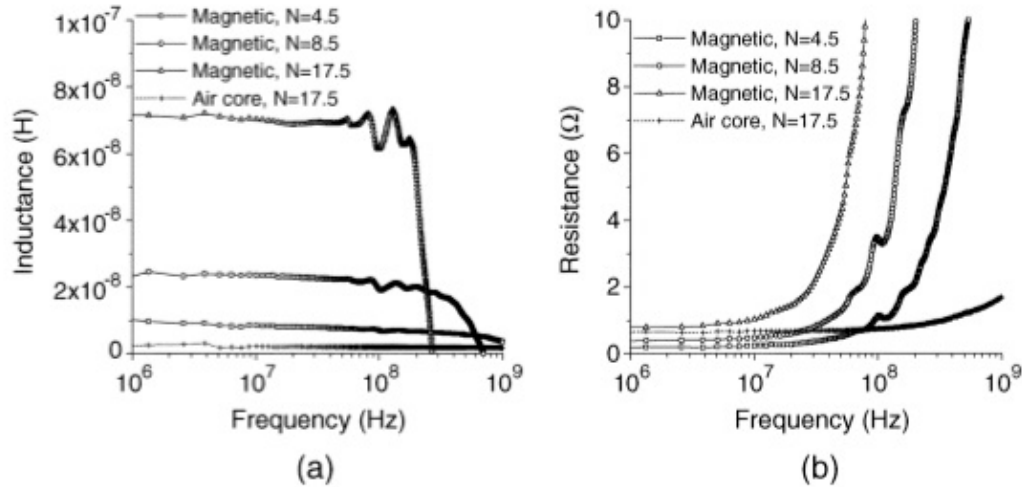 1x10⁻⁷
8x10⁻⁸
6x10⁻⁸
4x10⁻⁸
2x10⁻⁸
0
Inductance (H)
Magnetic, N=4.5
Magnetic, N=8.5
Magnetic, N=17.5
Air core, N=17.5
10⁶
10⁷
10⁸
10⁹
Frequency (Hz)
(a)
10
8
6
4
2
0
Resistance (Ω)
Magnetic, N=4.5
Magnetic, N=8.5
Magnetic, N=17.5
Air core, N=17.5
10⁶
10⁷
10⁸
10⁹
Frequency (Hz)
(b)